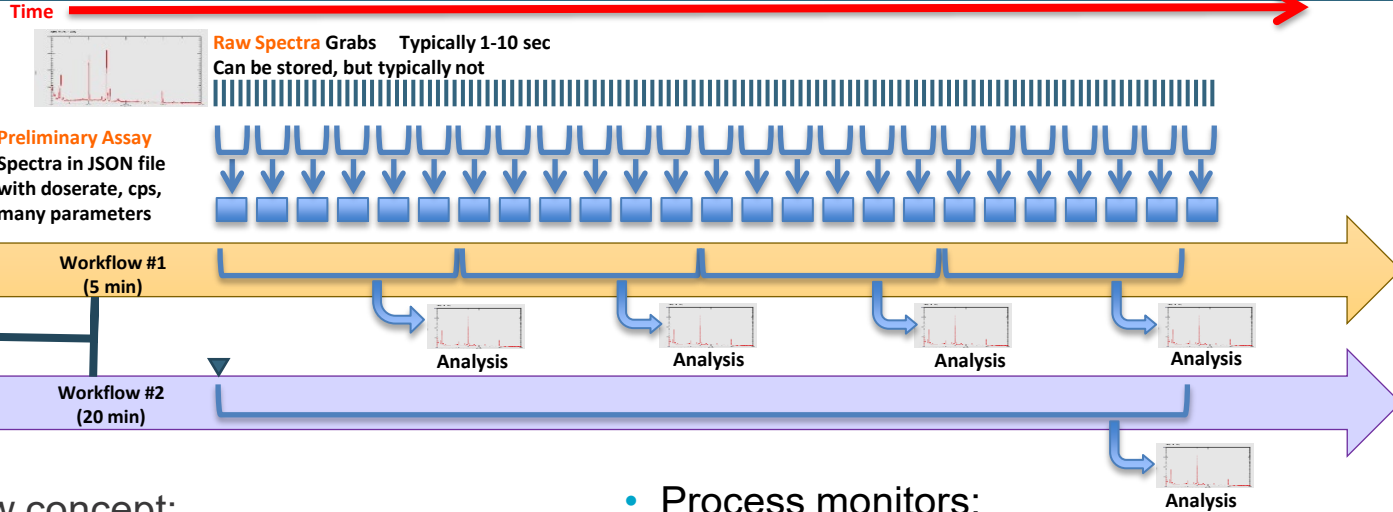 Time
Raw Spectra Grabs Typically 1-10 sec
Can be stored, but typically not
Preliminary Assay
Spectra in JSON file
with doserate, cps,
many parameters
Workflow #1
(5 min)
Analysis
Analysis
Analysis
Analysis
Workflow #2
(20 min)
Analysis
w concept:
• Process monitors: